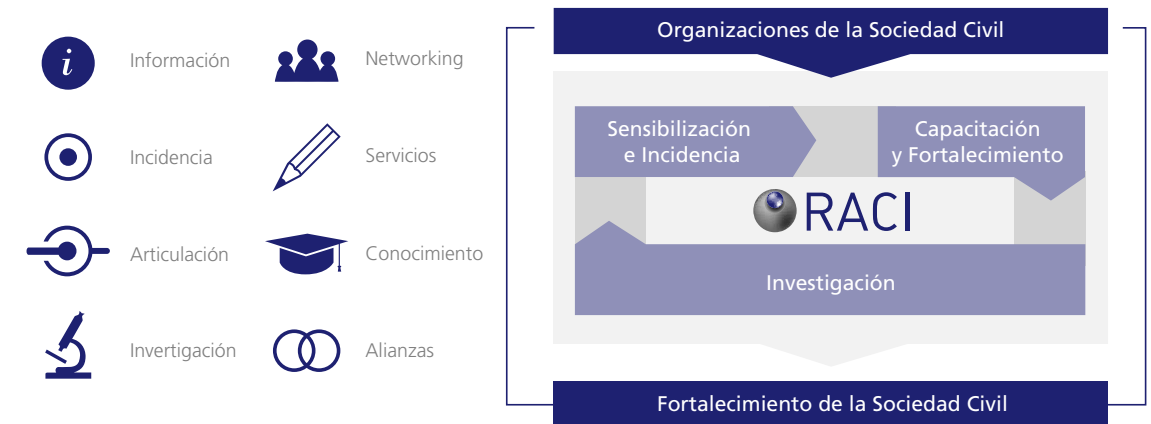 i
Información
Networking
Incidencia
Servicios
Articulación
Conocimiento
Invertigación
Alianzas
Organizaciones de la Sociedad Civil
Sensibilización
e Incidencia
Capacitación
y Fortalecimiento
RACI
Investigación
Fortalecimiento de la Sociedad Civil